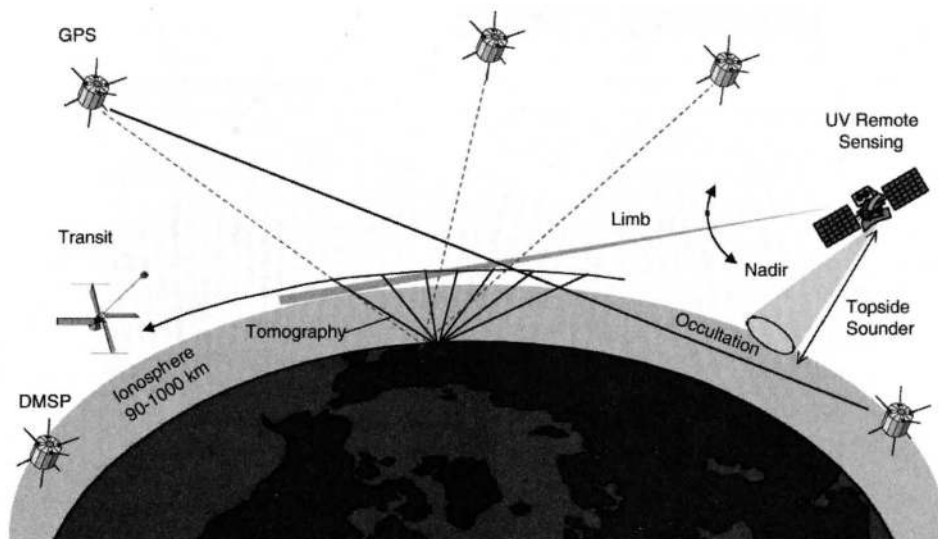 GPS
UV Remote
Sensing
Limb
Transit
Nadir
Topside
Sounder
Tomography
Occultation
Ionosphere
90-1000 km
DMSP